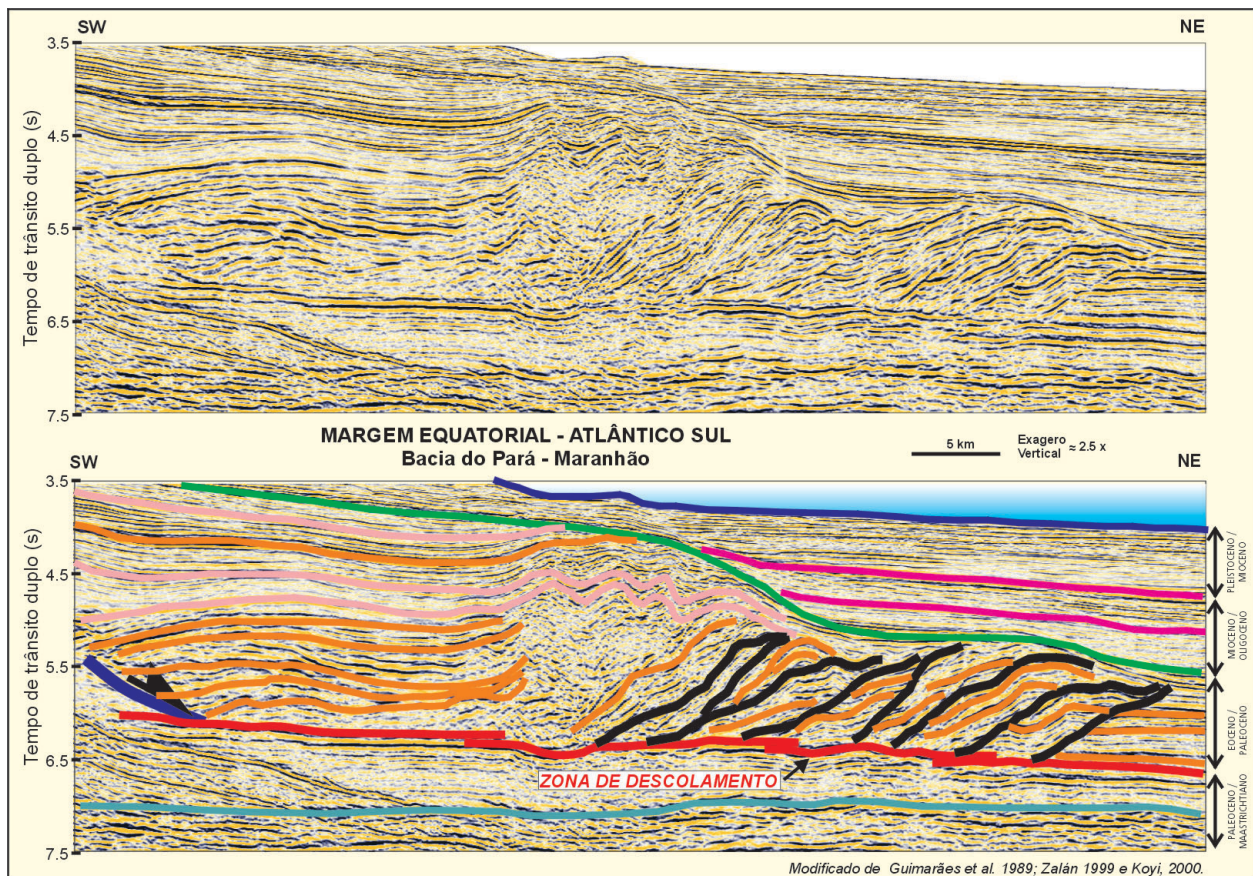 SW
NE
3.5
4.5
5.5
6.5
7.5
Tempo de trânsito duplo (s)
MARGEM EQUATORIAL - ATLÂNTICO SUL
Bacia do Pará - Maranhão
5 km
Exagero
Vertical ≈ 2.5 x
SW
NE
3.5
4.5
5.5
6.5
7.5
Tempo de trânsito duplo (s)
ZONA DE DESCOLAMENTO
PLEISTOCENO /
MIOCENO
MIOCENO /
OLIGOCENO
EOCENO /
PALEOCENO
PALEOCENO /
MAASTRICHTIANO
Modificado de Guimarães et al. 1989; Zalán 1999 e Koyi, 2000.